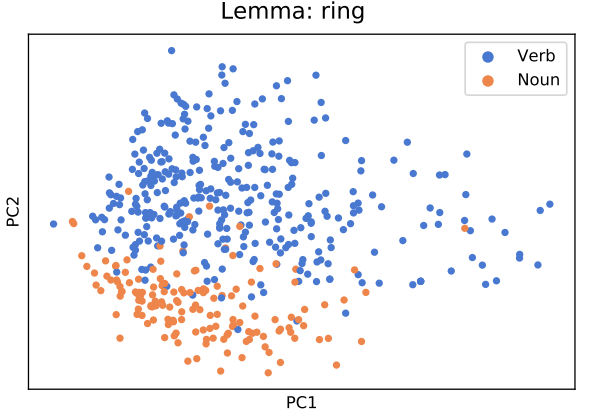 Lemma: ring
Verb
Noun
PC2
PC1